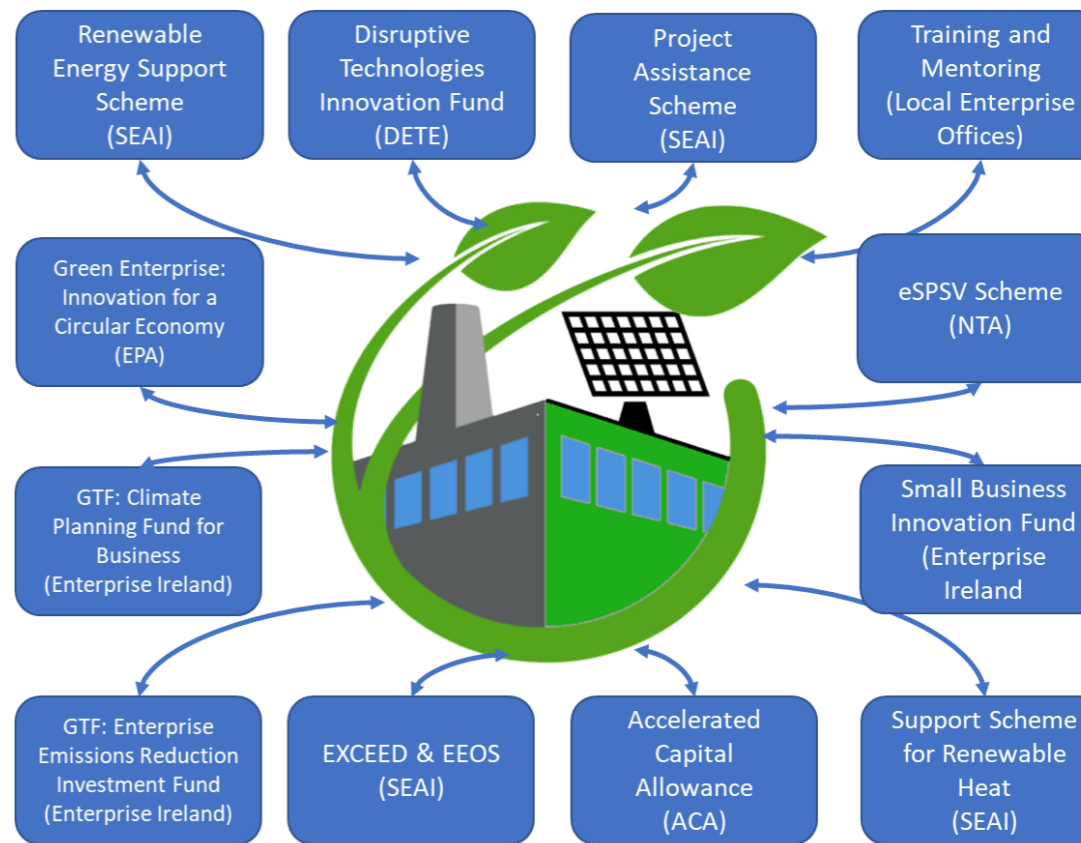 Renewable
Energy Support
Scheme
(SEAI)
Disruptive
Technologies
Innovation Fund
(DETE)
Project
Assistance
Scheme
(SEAI)
Training and
Mentoring
(Local Enterprise
Offices)
Green Enterprise:
Innovation for a
Circular Economy
(EPA)
eSPSV Scheme
(NTA)
GTF: Climate
Planning Fund for
Business
(Enterprise Ireland)
Small Business
Innovation Fund
(Enterprise
Ireland
GTF: Enterprise
Emissions Reduction
Investment Fund
(Enterprise Ireland)
EXCEED & EEOS
(SEAI)
Accelerated
Capital
Allowance
(ACA)
Support Scheme
for Renewable
Heat
(SEAI)